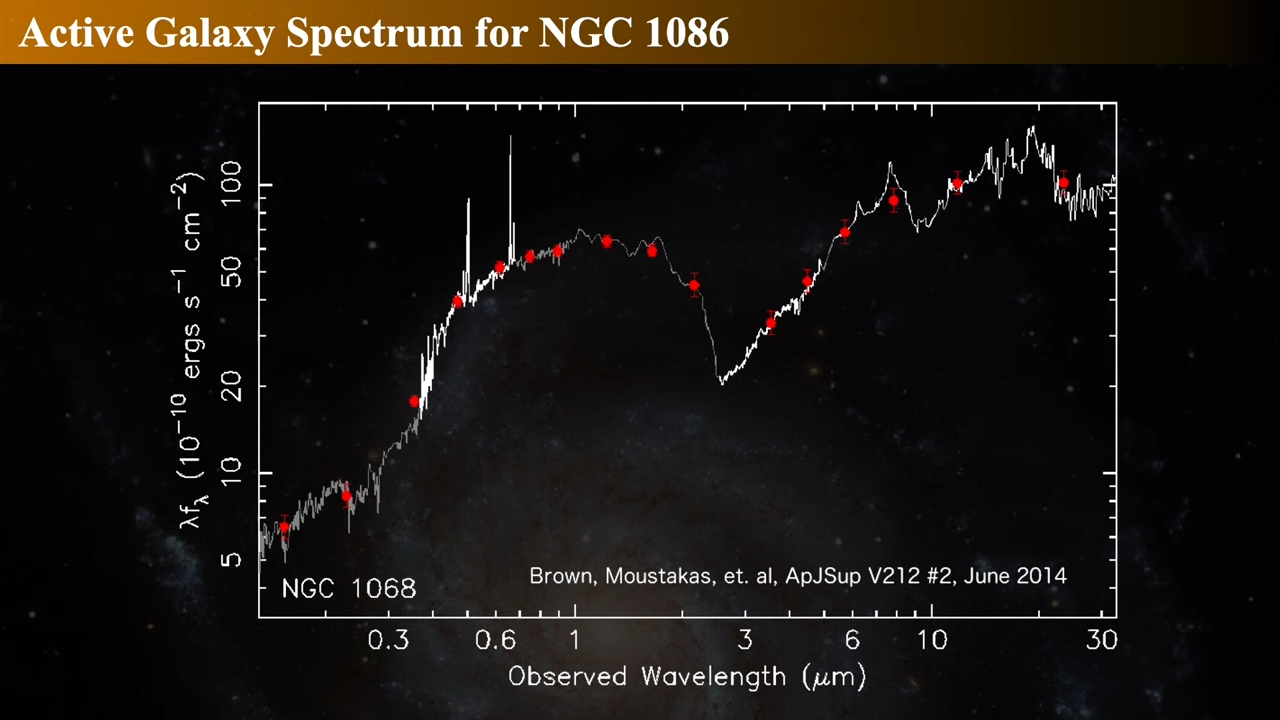 Active Galaxy Spectrum for NGC 1086
λfλ (10⁻¹⁰ ergs s⁻¹ cm⁻²)
100
50
20
10
5
NGC 1068
Brown, Moustakas, et. al, ApJSup V212 #2, June 2014
0.3 0.6 1 3 6 10 30
Observed Wavelength (μm)